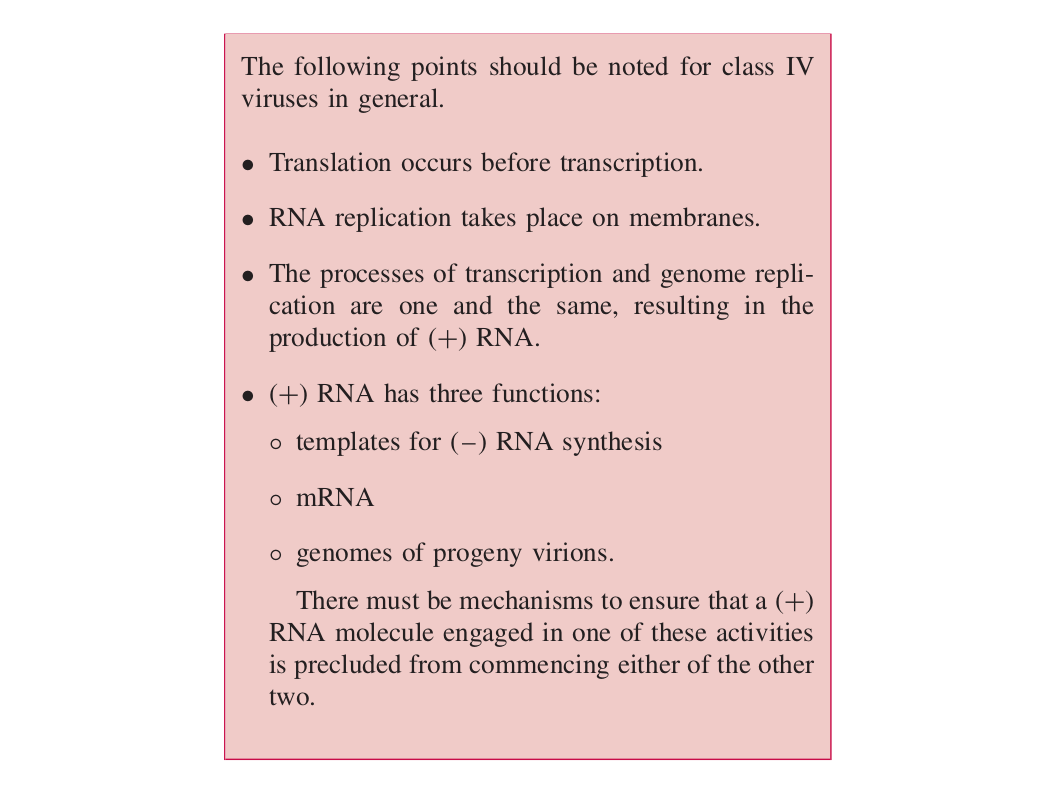 The following points should be noted for class IV
viruses in general.
• Translation occurs before transcription.
• RNA replication takes place on membranes.
• The processes of transcription and genome repli-
cation are one and the same, resulting in the
production of (+) RNA.
• (+) RNA has three functions:
◦ templates for (–) RNA synthesis
◦ mRNA
◦ genomes of progeny virions.
There must be mechanisms to ensure that a (+)
RNA molecule engaged in one of these activities
is precluded from commencing either of the other
two.